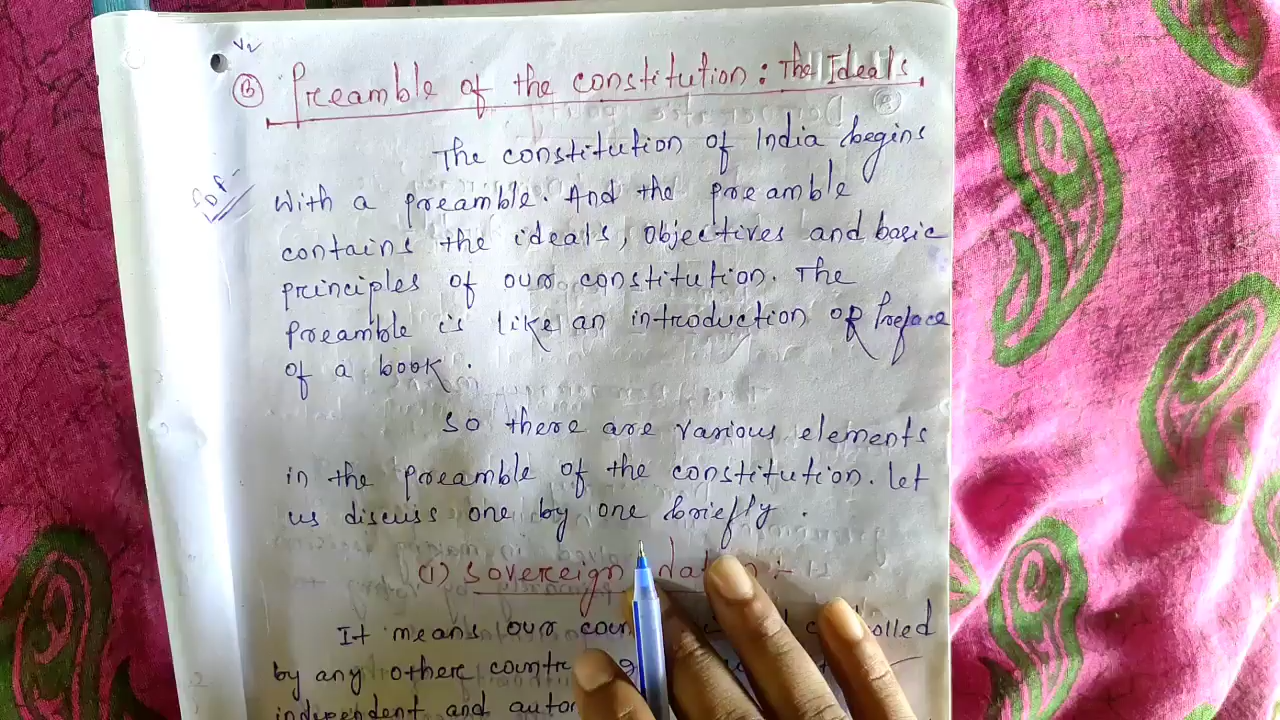 V2
B Preamble of the constitution: The Ideals
The constitution of India begins
with a preamble. And the preamble
contains the ideals, objectives and basic
principles of our constitution. The
preamble is like an introduction or Preface
of a book.
So there are various elements
in the preamble of the constitution. Let
us discuss one by one briefly.
(1) Sovereign
It means our
by any other
independent and